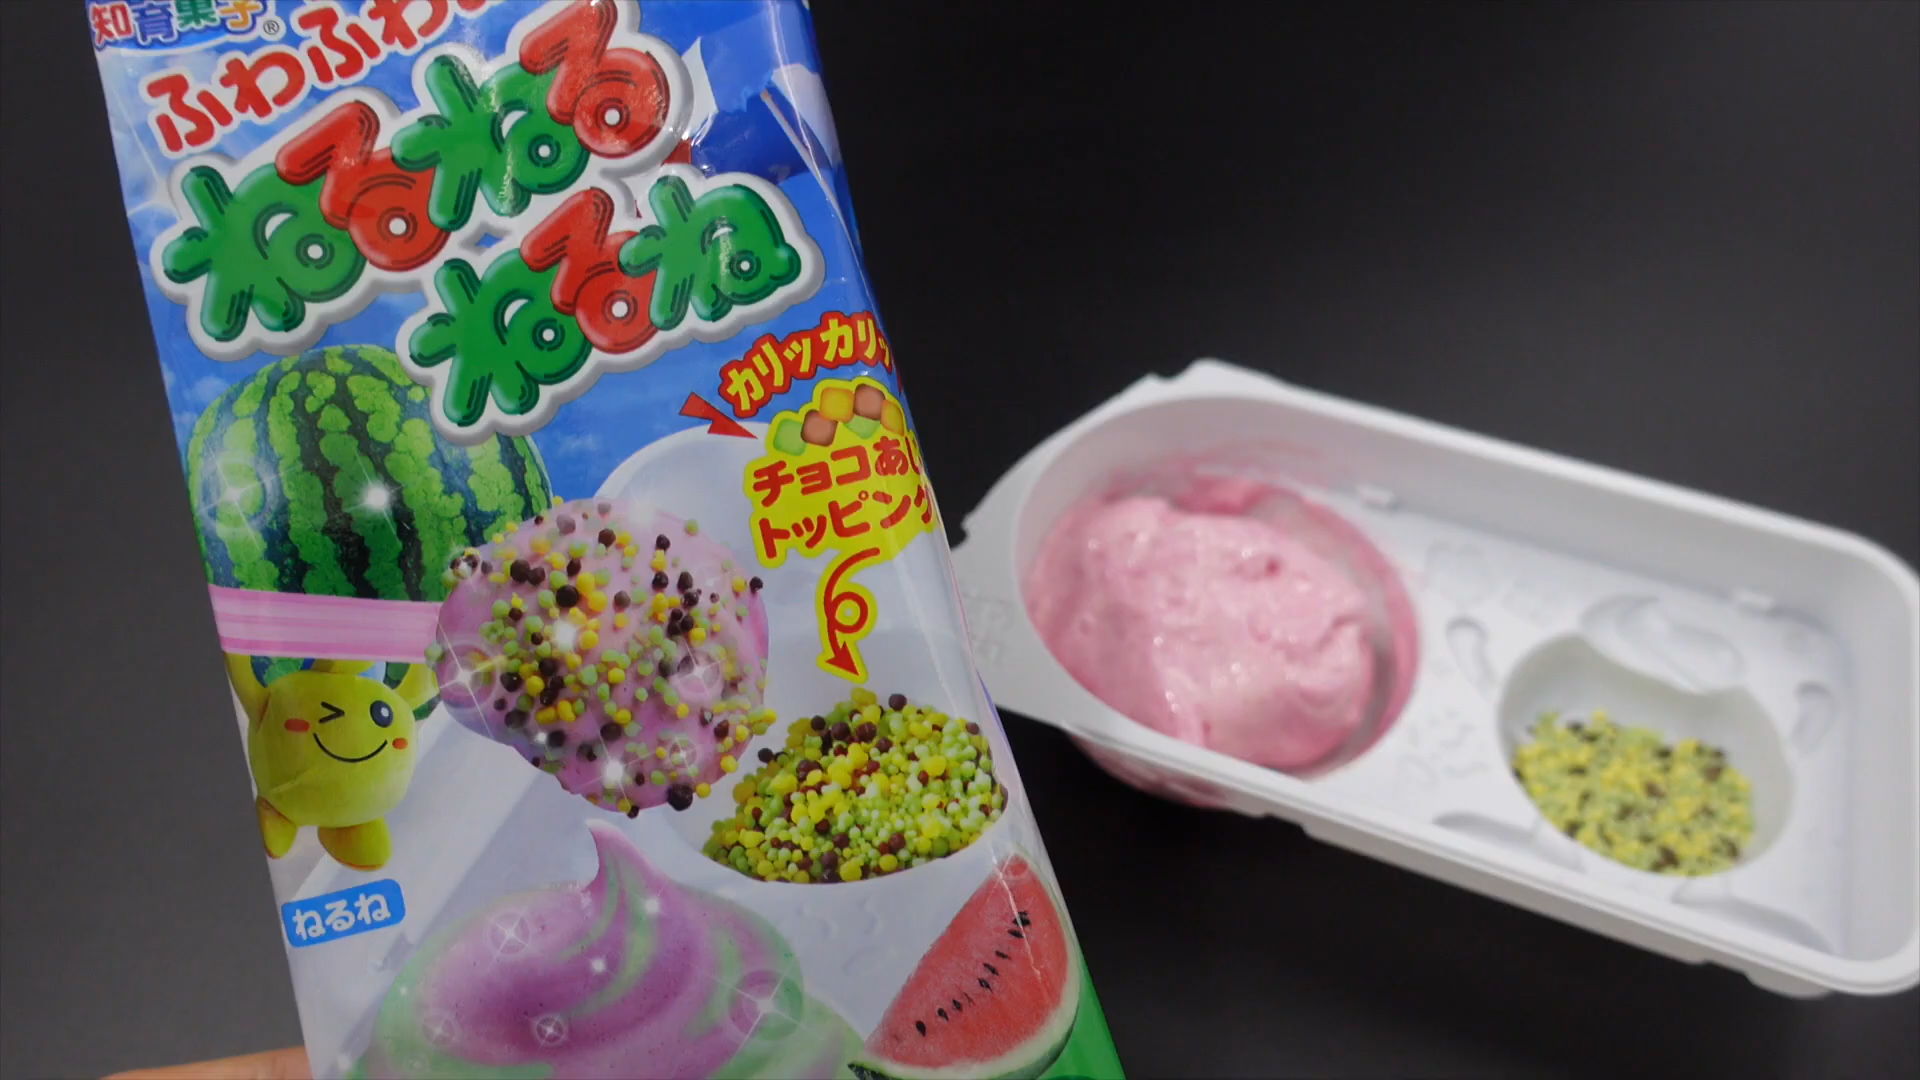 知育菓子®
ふわふわ
ねるねる
ねるね
カリッカリッ
チョコあじ
トッピング
ねるね